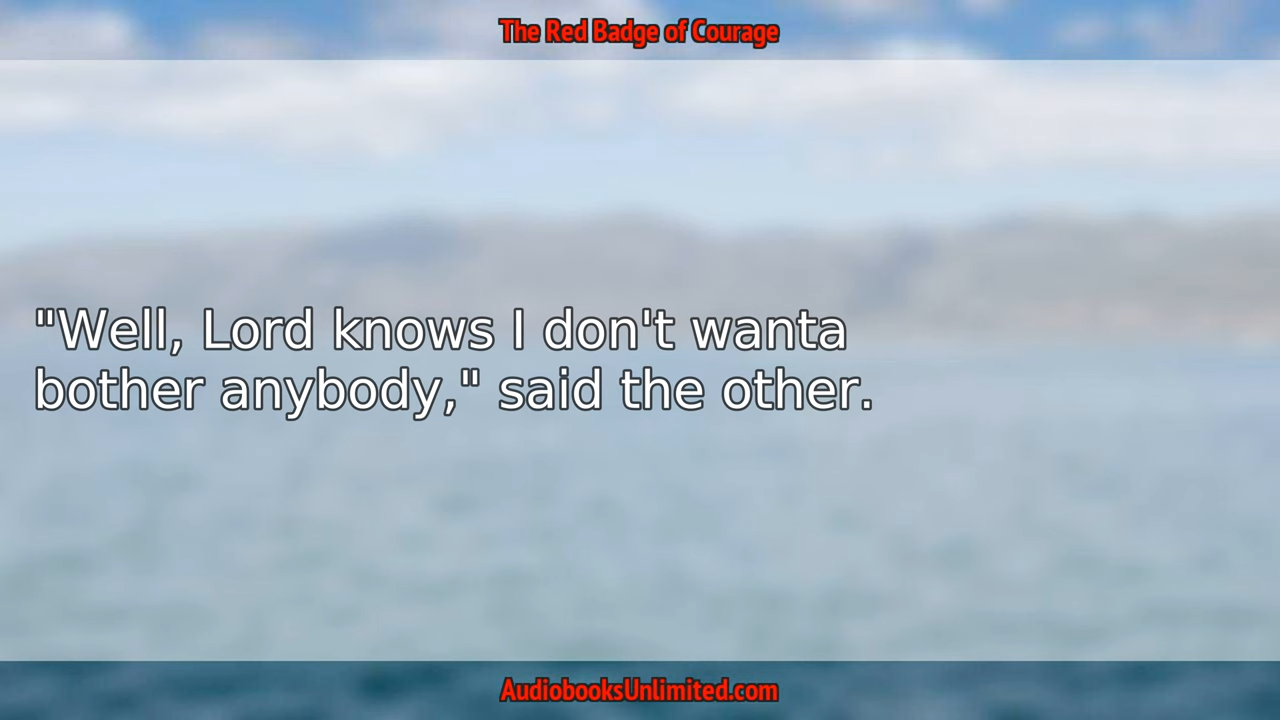 The Red Badge of Courage
"Well, Lord knows I don't wanta
bother anybody," said the other.
AudiobooksUnlimited.com